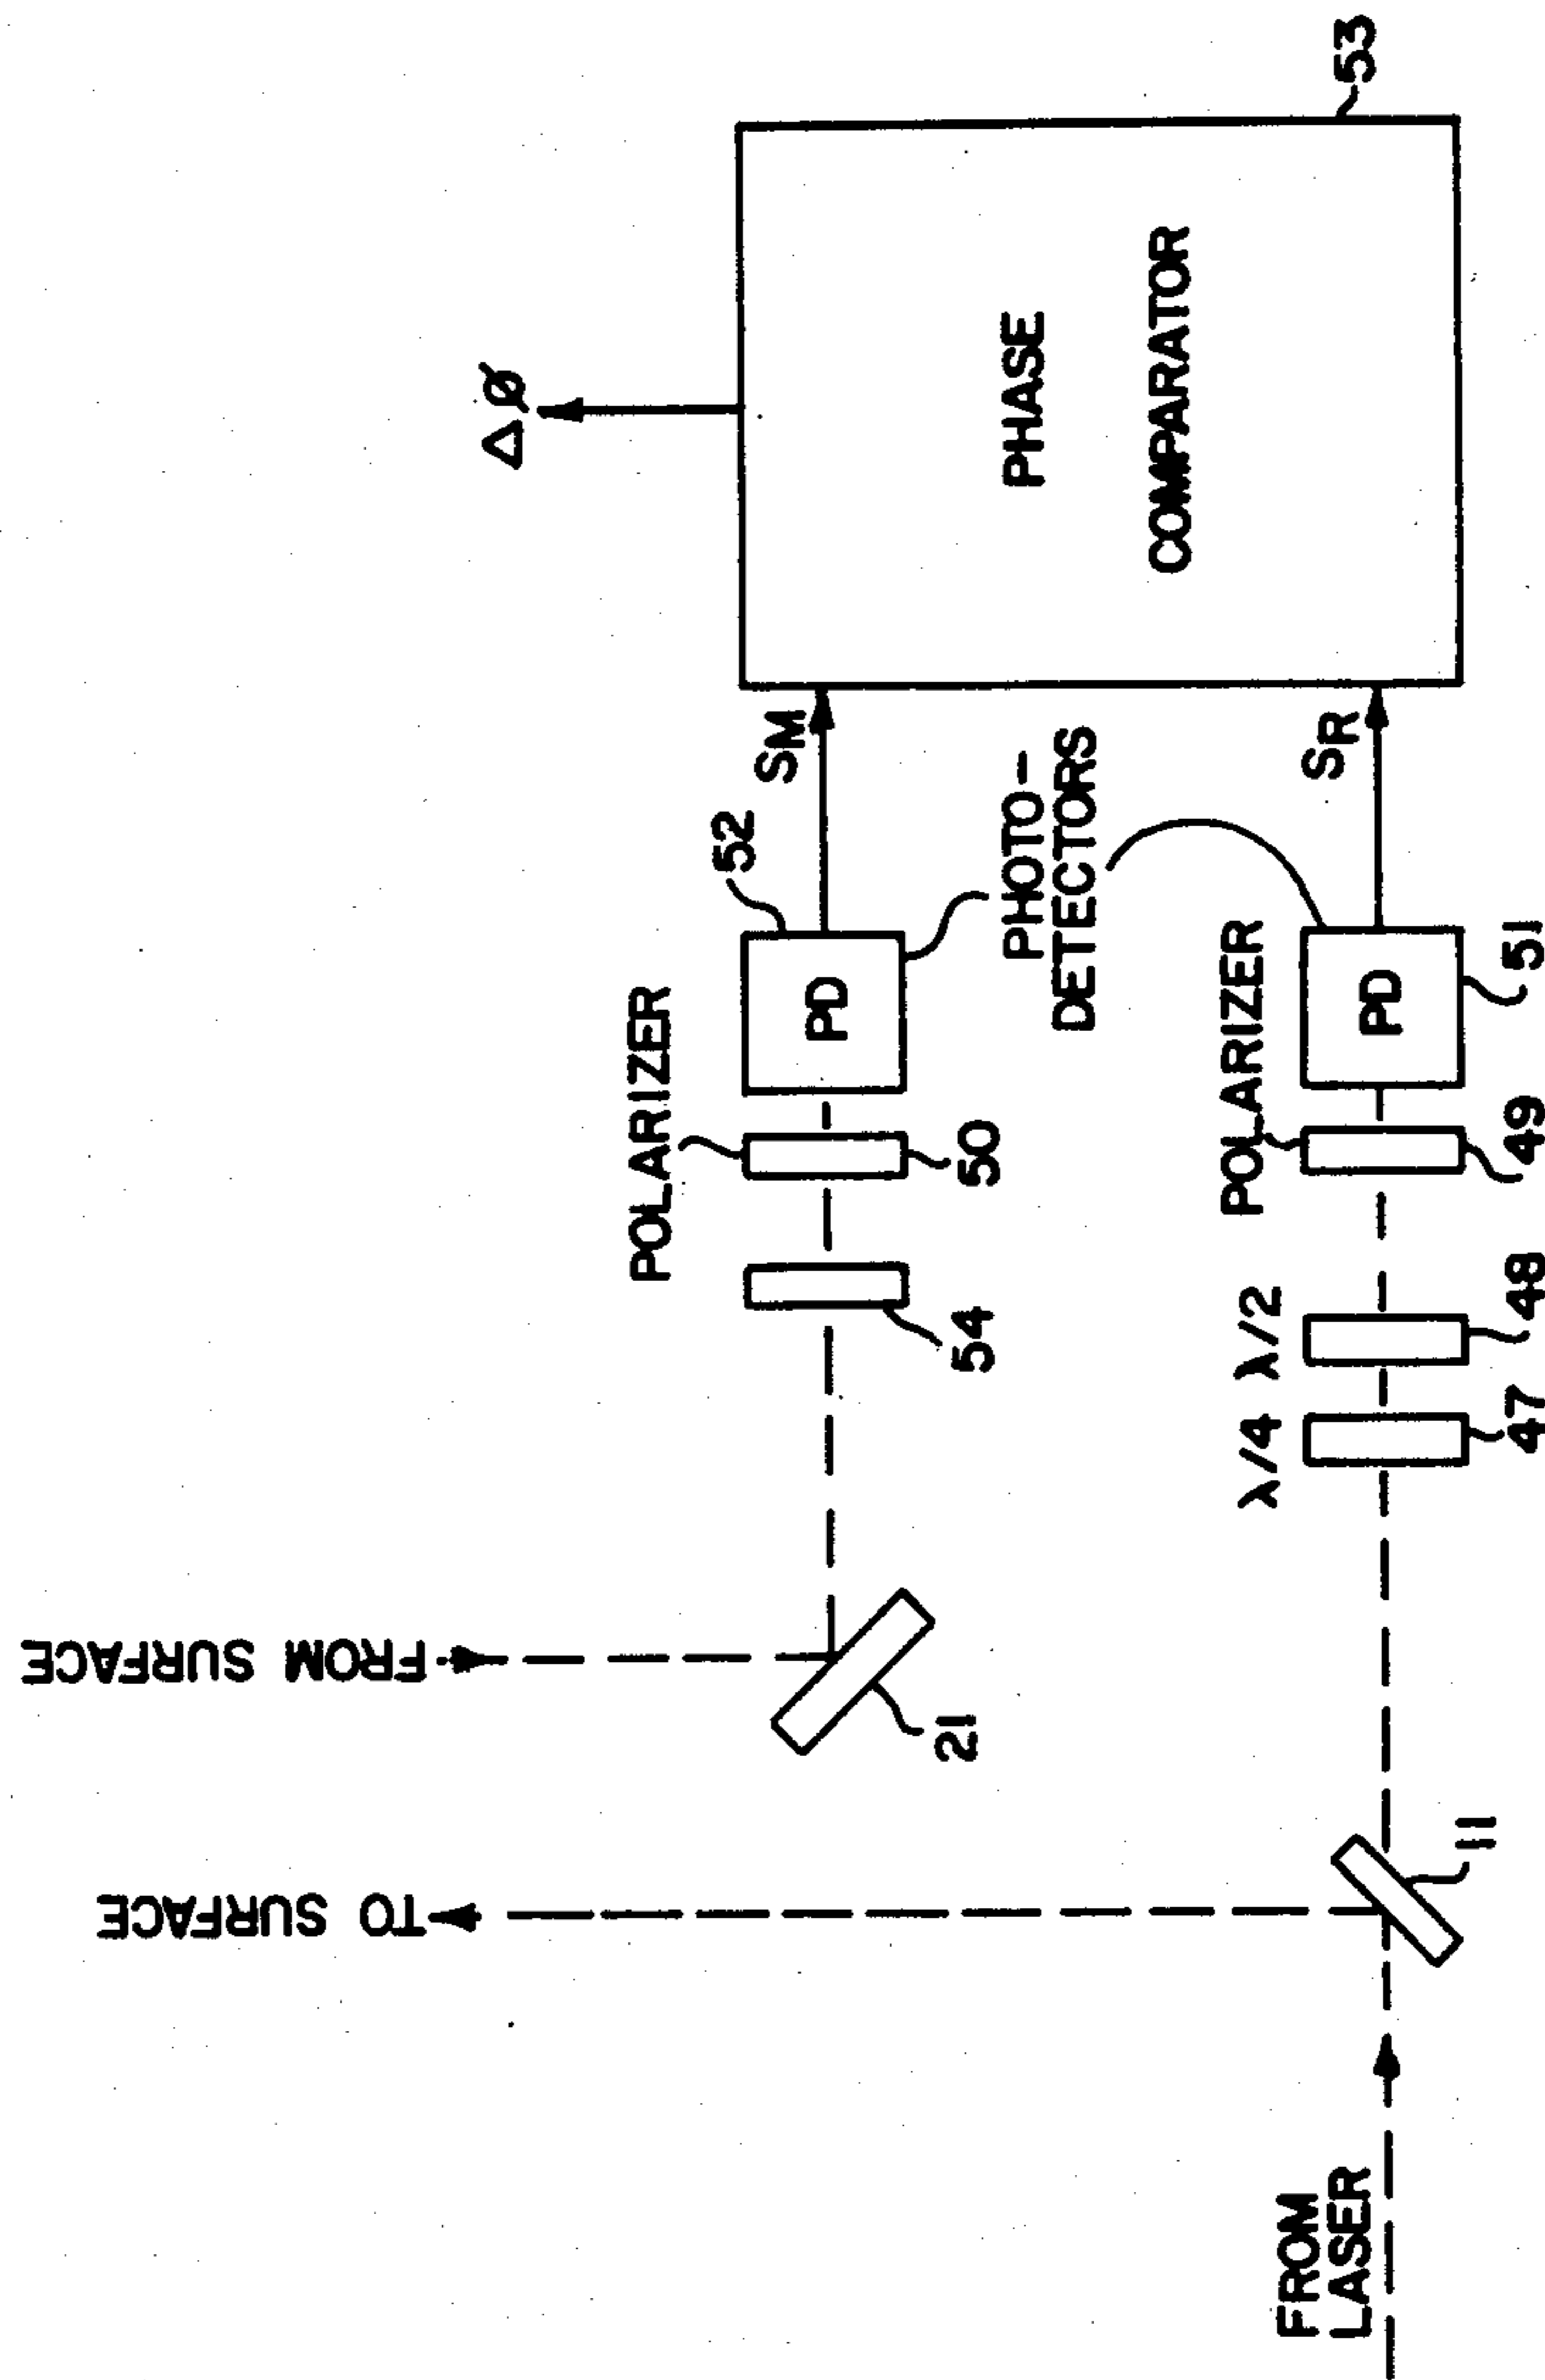 ΔØ
53
PHASE
COMPARATOR
SM
SR
52
PHOTO-
DETECTORS
PD
PD
51
POLARIZER
POLARIZER
50
49
54
λ/4 λ/2
48
47
FROM SURFACE
21
TO SURFACE
11
FROM
LASER